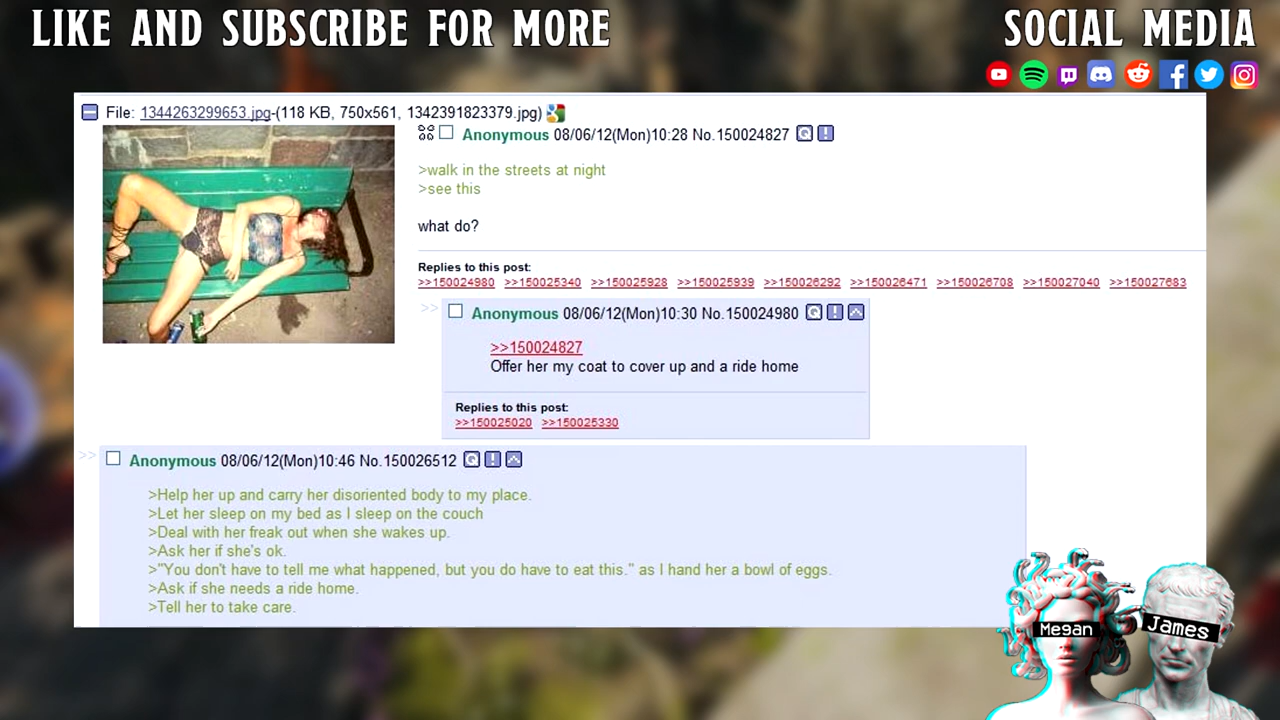 LIKE AND SUBSCRIBE FOR MORE
SOCIAL MEDIA
File: 1344263299653.jpg-(118 KB, 750x561, 1342391823379.jpg)
Anonymous 08/06/12(Mon)10:28 No.150024827
>walk in the streets at night
>see this
what do?
Replies to this post:
>>150024980 >>150025340 >>150025928 >>150025939 >>150026292 >>150026471 >>150026708 >>150027040 >>150027683
>> Anonymous 08/06/12(Mon)10:30 No.150024980
>>150024827
Offer her my coat to cover up and a ride home
Replies to this post:
>>150025020 >>150025330
>> Anonymous 08/06/12(Mon)10:46 No.150026512
>Help her up and carry her disoriented body to my place.
>Let her sleep on my bed as I sleep on the couch
>Deal with her freak out when she wakes up.
>Ask her if she's ok.
>"You don't have to tell me what happened, but you do have to eat this." as I hand her a bowl of eggs.
>Ask if she needs a ride home.
>Tell her to take care.
Megan
James